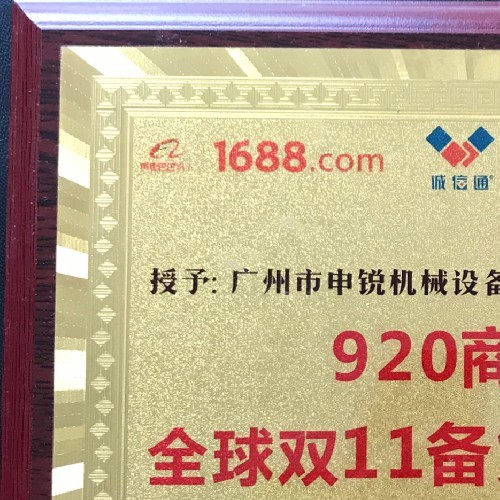 1688.com
诚信通®
授予: 广州市申锐机械设备
920商
全球双11备